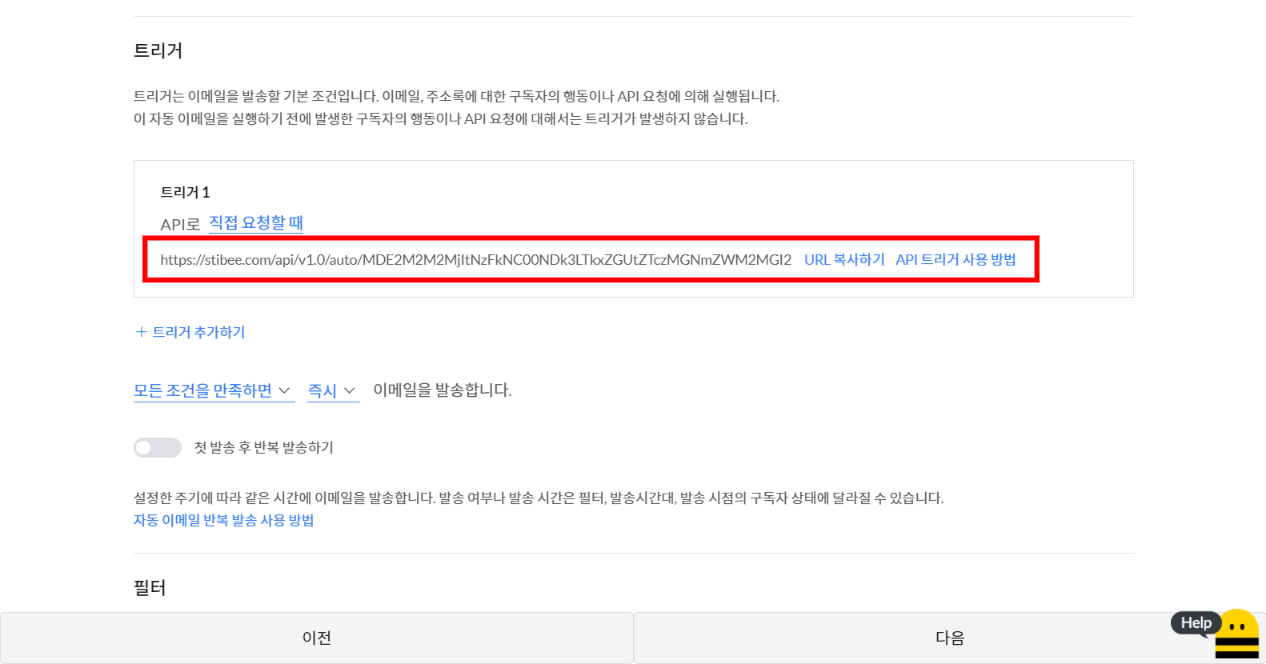 트리거
트리거는 이메일을 발송할 기본 조건입니다. 이메일, 주소록에 대한 구독자의 행동이나 API 요청에 의해 실행됩니다.
이 자동 이메일을 실행하기 전에 발생한 구독자의 행동이나 API 요청에 대해서는 트리거가 발생하지 않습니다.
트리거 1
API로 직접 요청할 때
https://stibee.com/api/v1.0/auto/MDE2M2M2MjItNzFkNC00NDk3LTkxZGUtZTczMGNmZWM2MGI2 URL 복사하기 API 트리거 사용 방법
+ 트리거 추가하기
모든 조건을 만족하면 즉시 이메일을 발송합니다.
첫 발송 후 반복 발송하기
설정한 주기에 따라 같은 시간에 이메일을 발송합니다. 발송 여부나 발송 시간은 필터, 발송시간대, 발송 시점의 구독자 상태에 달라질 수 있습니다.
자동 이메일 반복 발송 사용 방법
필터
이전 다음 Help